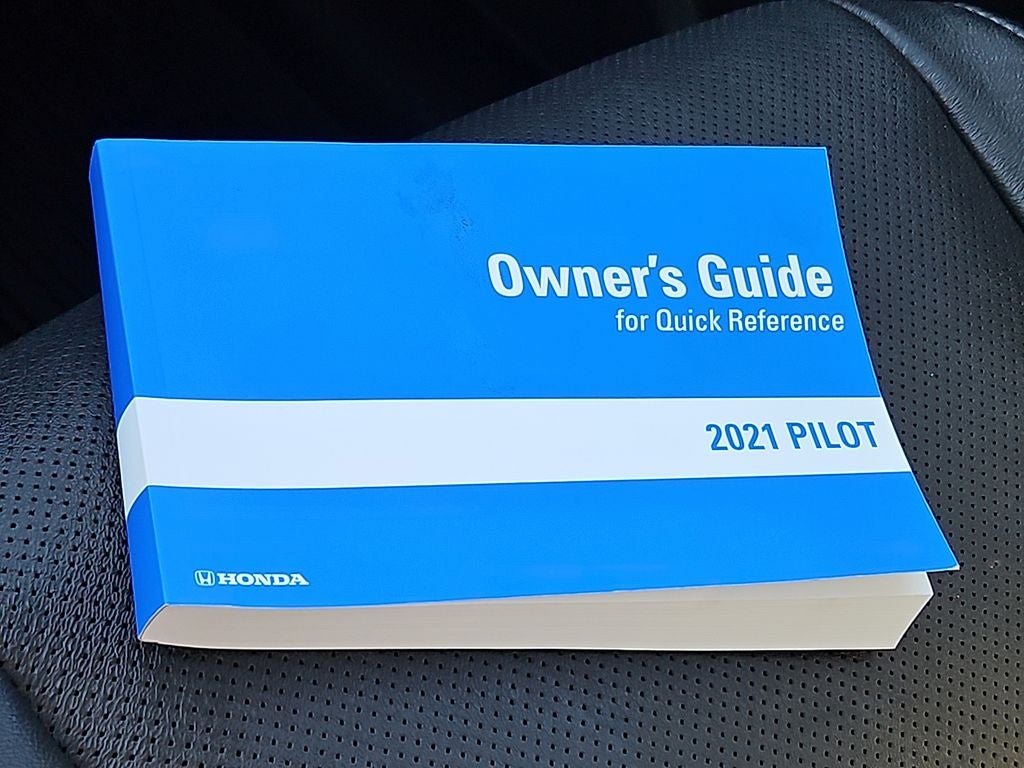 Owner's Guide
for Quick Reference
2021 PILOT
HONDA